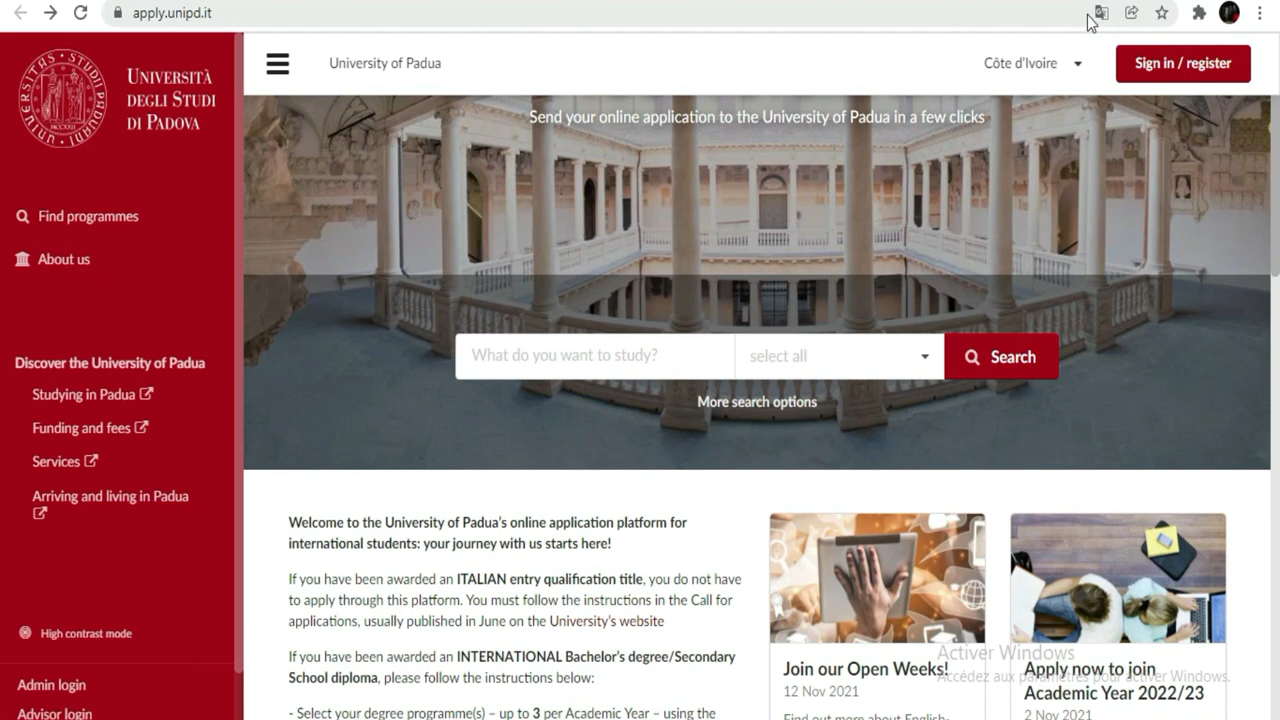 apply.unipd.it
UNIVERSITÀ
DEGLI STUDI
DI PADOVA
University of Padua
Côte d'Ivoire
Sign in / register
Send your online application to the University of Padua in a few clicks
Find programmes
About us
What do you want to study?
select all
Search
More search options
Discover the University of Padua
Studying in Padua
Funding and fees
Services
Arriving and living in Padua
High contrast mode
Admin login
Advisor login
Welcome to the University of Padua's online application platform for
international students: your journey with us starts here!
If you have been awarded an ITALIAN entry qualification title, you do not have
to apply through this platform. You must follow the instructions in the Call for
applications, usually published in June on the University's website
If you have been awarded an INTERNATIONAL Bachelor's degree/Secondary
School diploma, please follow the instructions below:
- Select your degree programme(s) – up to 3 per Academic Year – using the
Join our Open Weeks!
12 Nov 2021
Find out more about English-
Apply now to join
Academic Year 2022/23
2 Nov 2021
Activer Windows
Accédez aux paramètres pour activer Windows.